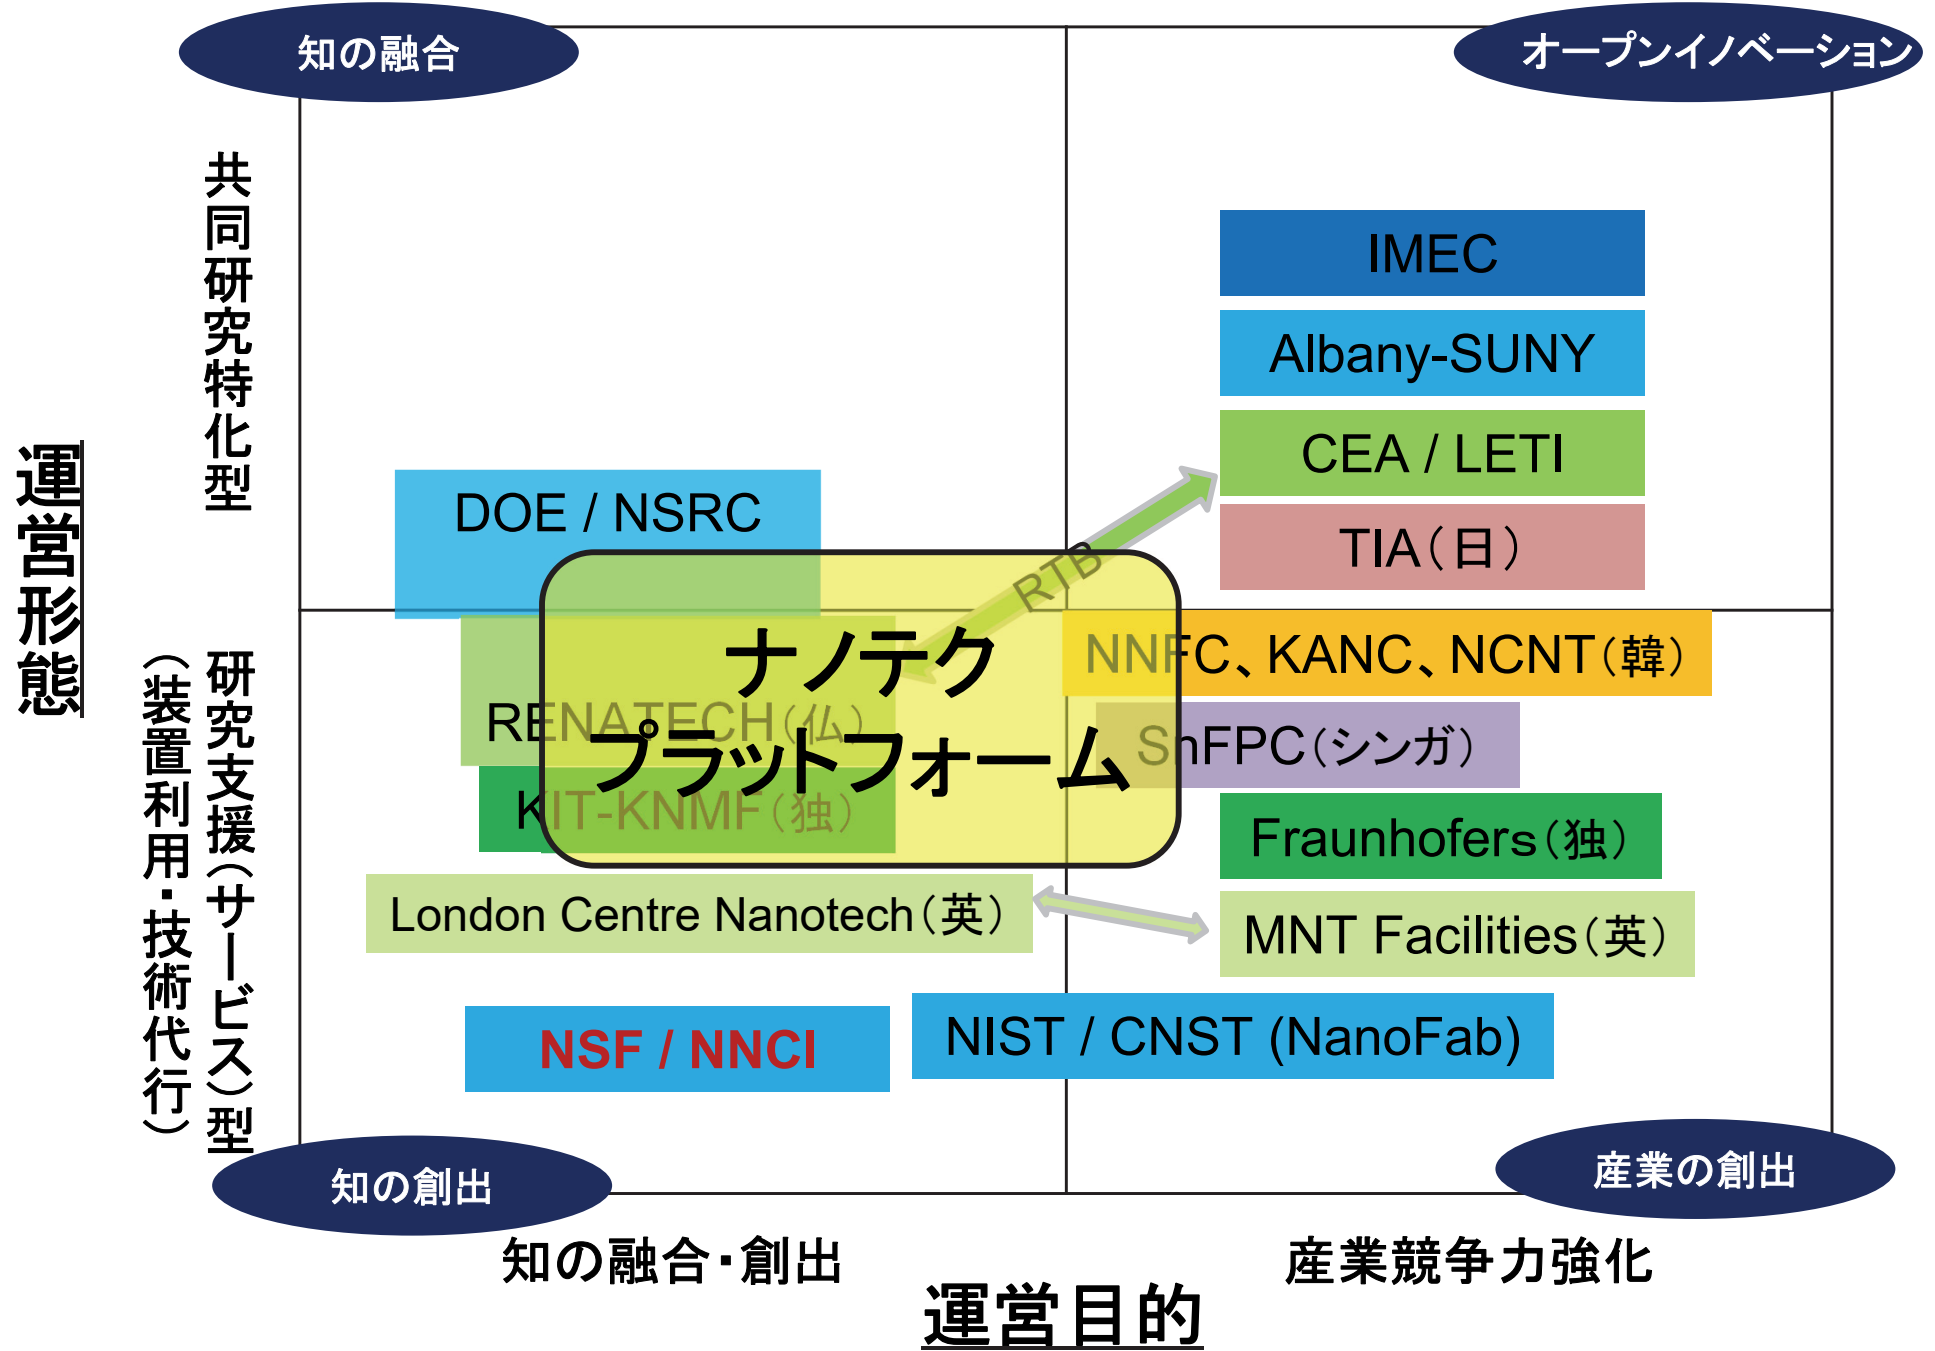 知の融合
オープンイノベーション
運営形態
共同研究特化型
研究支援（サービス）型
（装置利用・技術代行）
IMEC
Albany-SUNY
CEA / LETI
TIA（日）
DOE / NSRC
RTB
ナノテク
プラットフォーム
NNFC、KANC、NCNT（韓）
RENATECH（仏）
SnFPC（シンガ）
KIT-KNMF（独）
Fraunhofers（独）
London Centre Nanotech（英）
MNT Facilities（英）
NSF / NNCI
NIST / CNST (NanoFab)
知の創出
産業の創出
知の融合・創出
産業競争力強化
運営目的